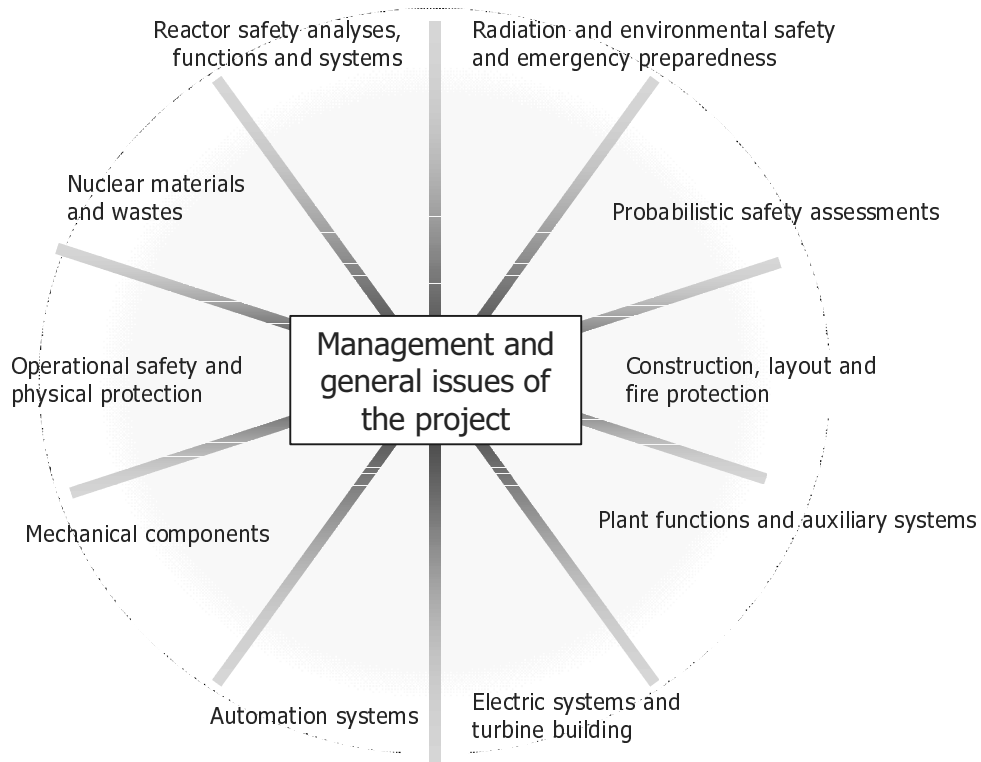 Reactor safety analyses,
functions and systems
Radiation and environmental safety
and emergency preparedness
Nuclear materials
and wastes
Probabilistic safety assessments
Operational safety and
physical protection
Management and
general issues of
the project
Construction, layout and
fire protection
Mechanical components
Plant functions and auxiliary systems
Automation systems
Electric systems and
turbine building